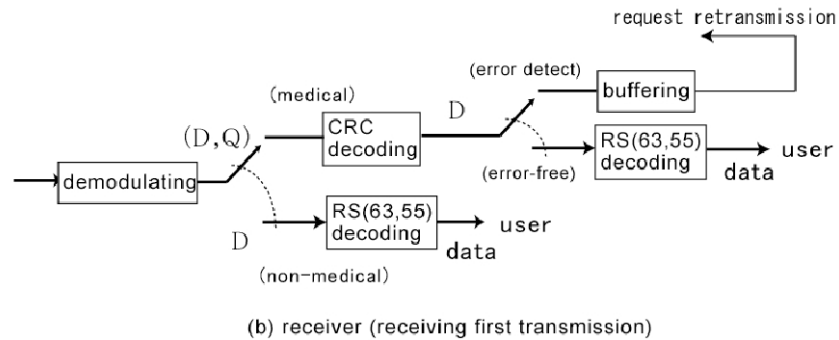 request retransmission
(error detect)
buffering
(medical)
D
(D,Q)
CRC
decoding
RS(63,55)
decoding
user
data
(error-free)
demodulating
RS(63,55)
decoding
user
data
D
(non-medical)
(b) receiver (receiving first transmission)